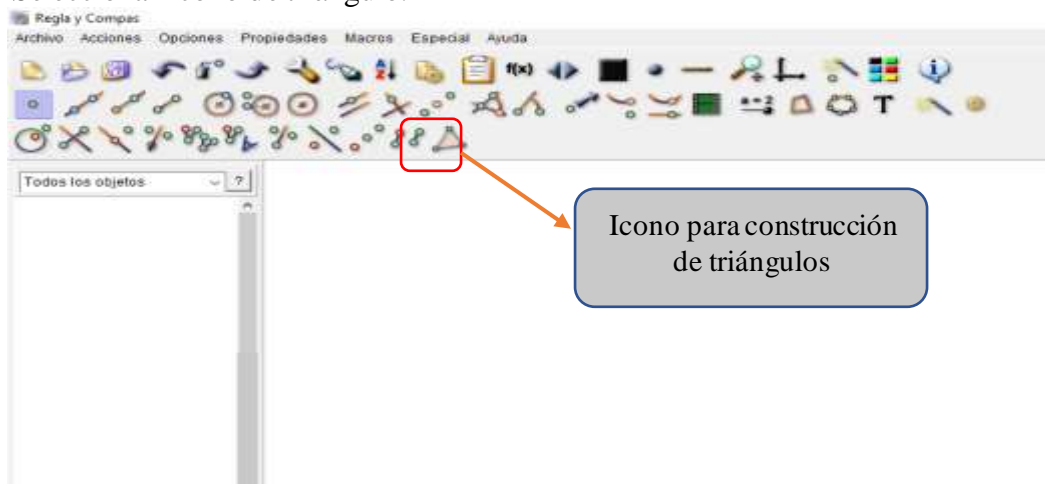 Regla y Compas
Archivo Acciones Opciones Propiedades Macros Especial Ayuda
f(x)
T
Todos los objetos ?
Icono para construcción
de triángulos